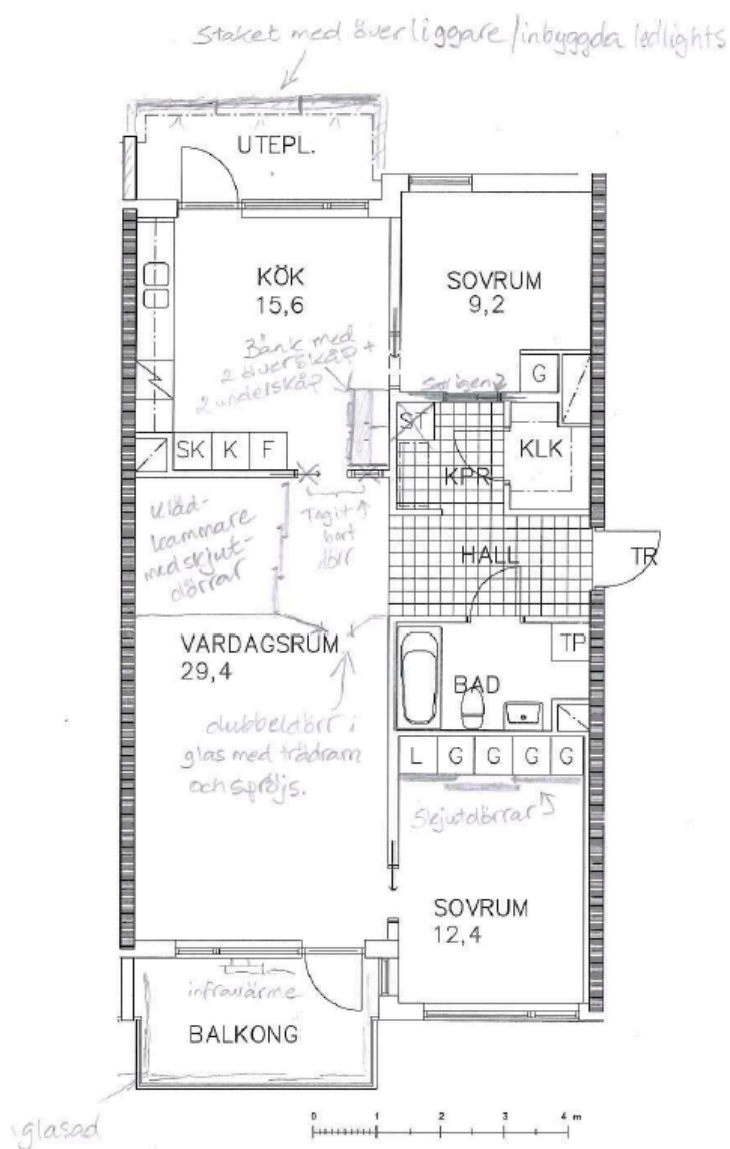 Staket med överliggare/inbyggda ledlights
UTEPL.
KÖK
15,6
SOVRUM
9,2
Bänk med
2 överskåp +
2 underskåp
G
ST
KLK
SK K F
KPR
Kläd-
kammare
med skjut-
dörrar
Tagit
bort
dörr
HALL
TR
VARDAGSRUM
29,4
TP
BAD
dubbeldörr i
glas med träram
och spröjs.
L G G G G
Skjutdörrar
SOVRUM
12,4
infravärme
BALKONG
glasad
0 1 2 3 4 m